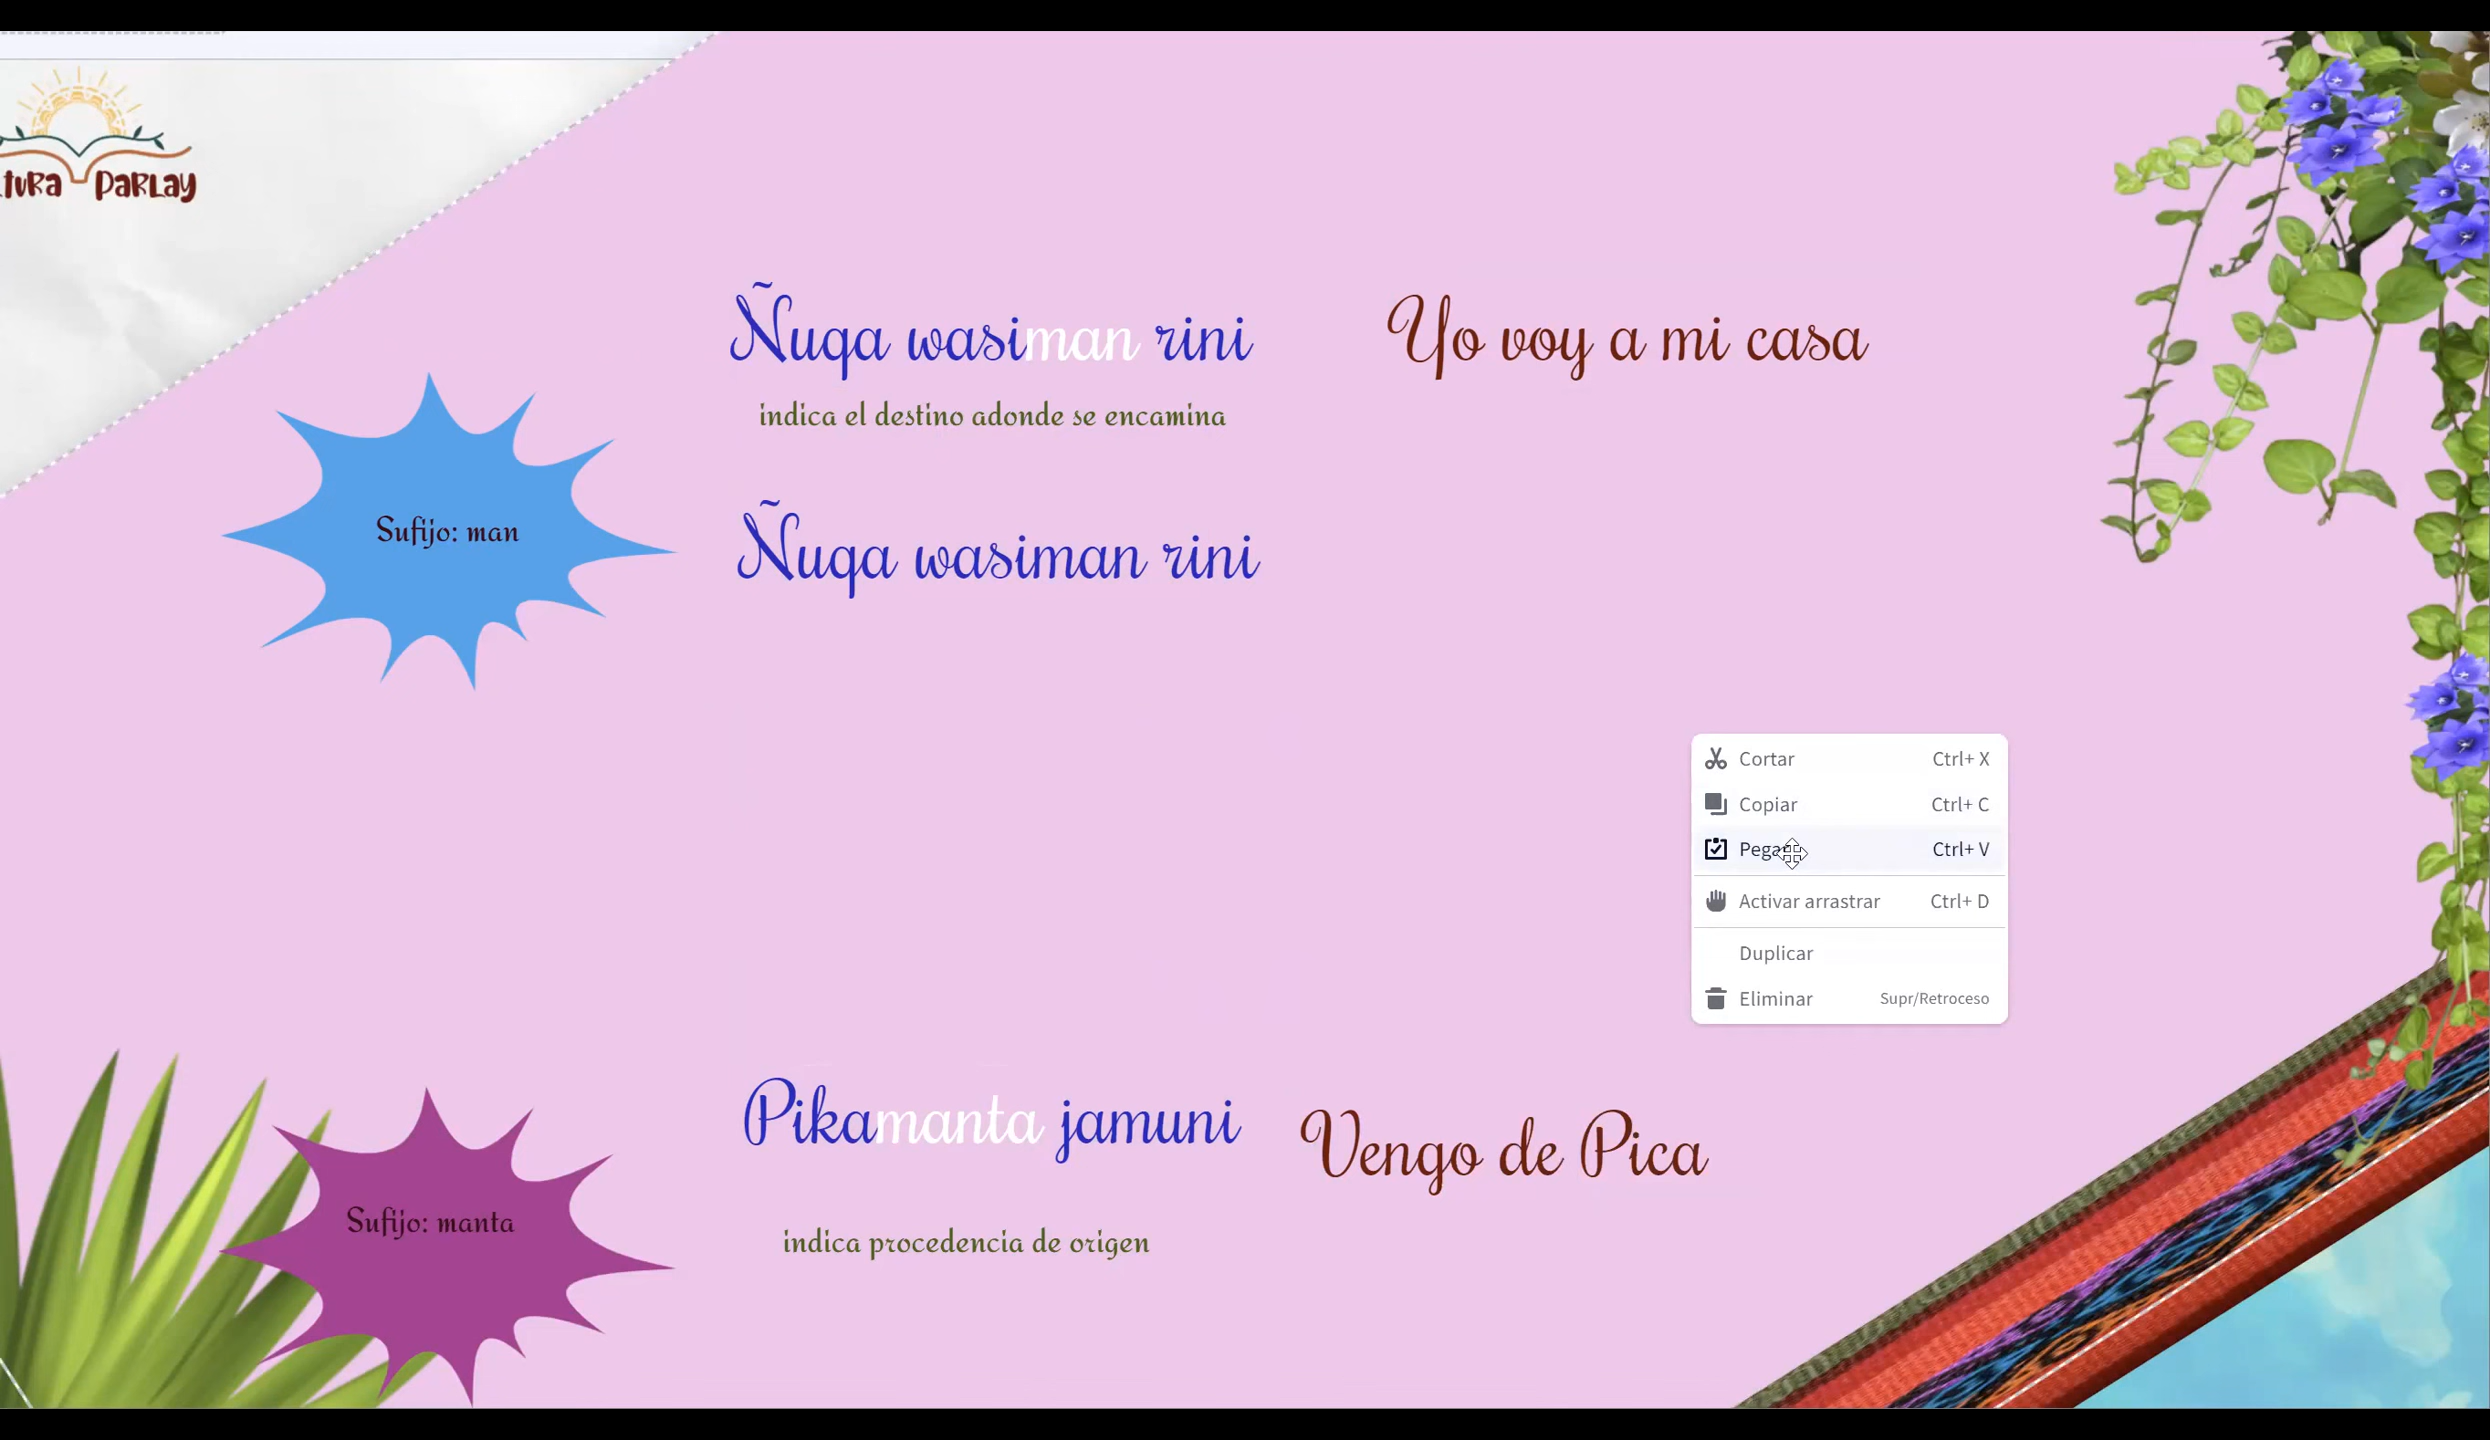 tura Parlay
Ñuqa wasiman rini
Yo voy a mi casa
indica el destino adonde se encamina
Sufijo: man
Ñuqa wasiman rini
Cortar Ctrl+ X
Copiar Ctrl+ C
Pegar Ctrl+ V
Activar arrastrar Ctrl+ D
Duplicar
Eliminar Supr/Retroceso
Pikamanta jamuni
Vengo de Pica
Sufijo: manta
indica procedencia de origen